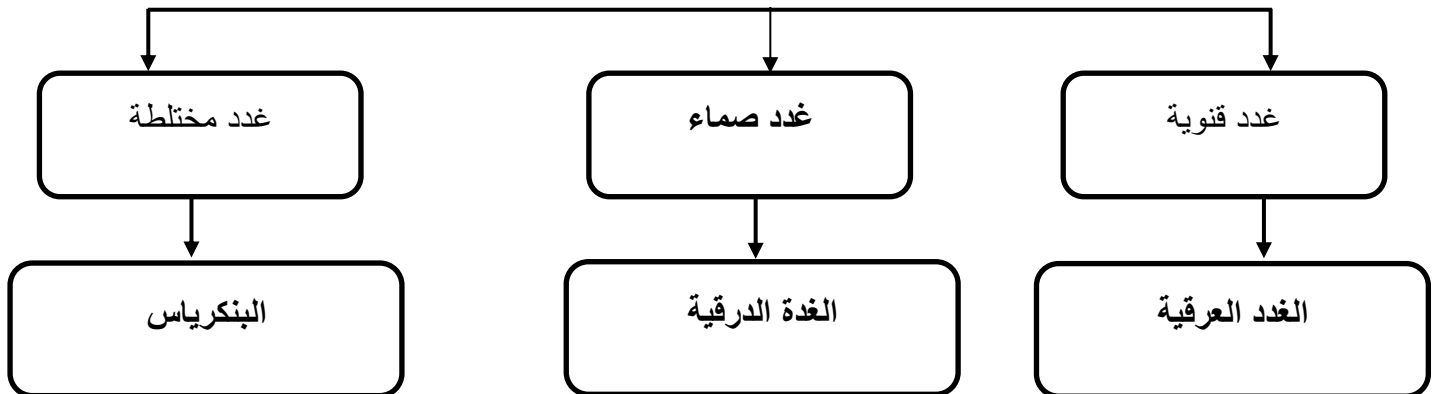 غدد قنوية
غدد صماء
غدد مختلطة
الغدد العرقية
الغدة الدرقية
البنكرياس